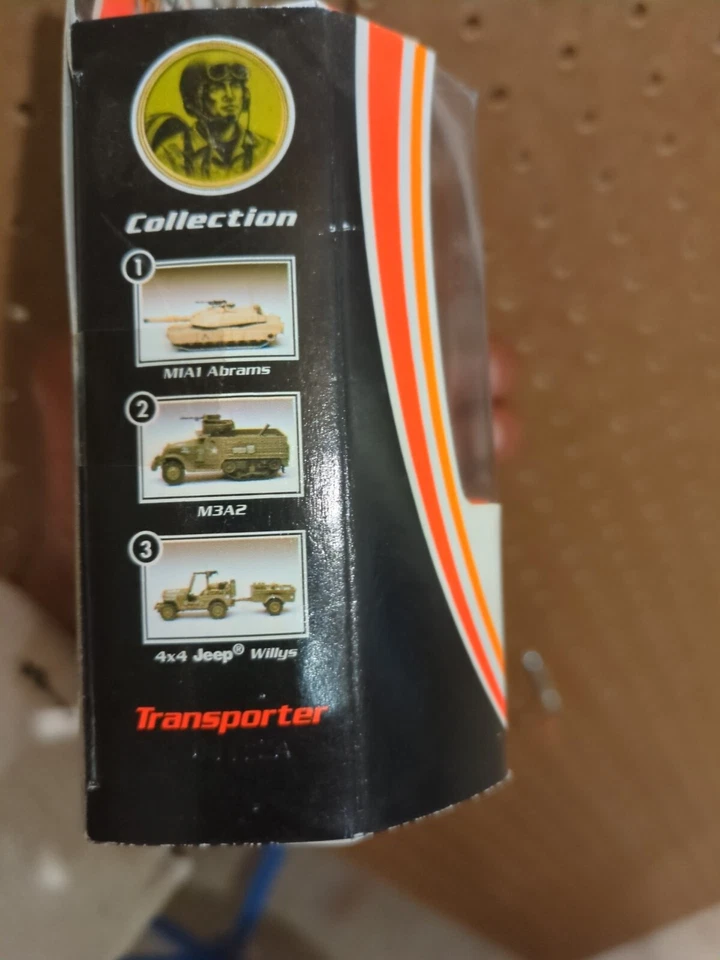 Collection
1
M1A1 Abrams
2
M3A2
3
4x4 Jeep® Willys
Transporter